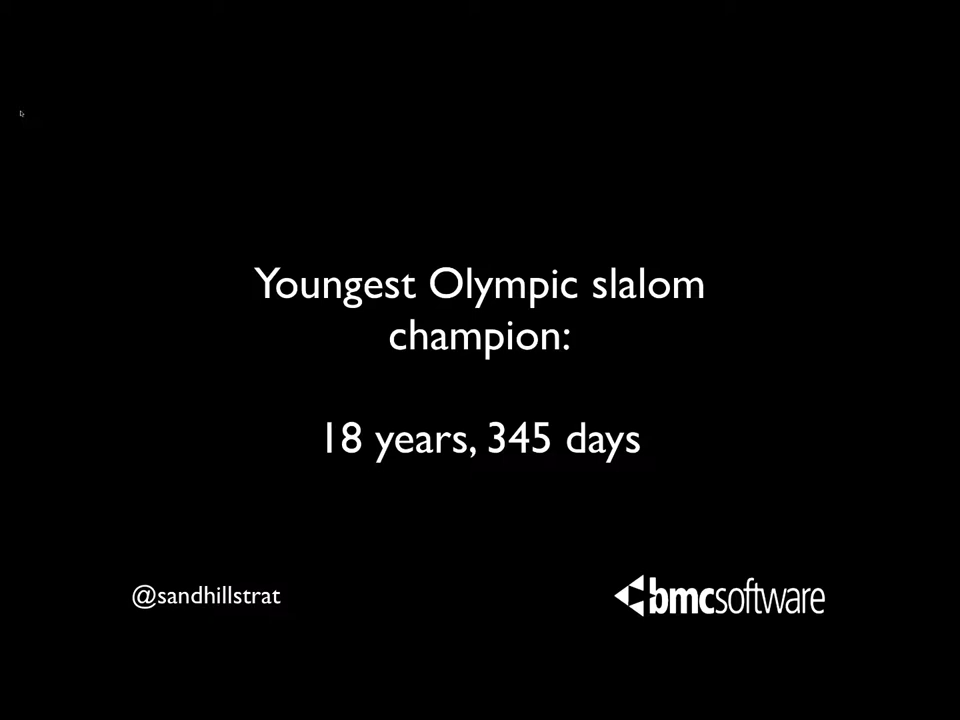 Youngest Olympic slalom
champion:
18 years, 345 days
@sandhillstrat
bmcsoftware